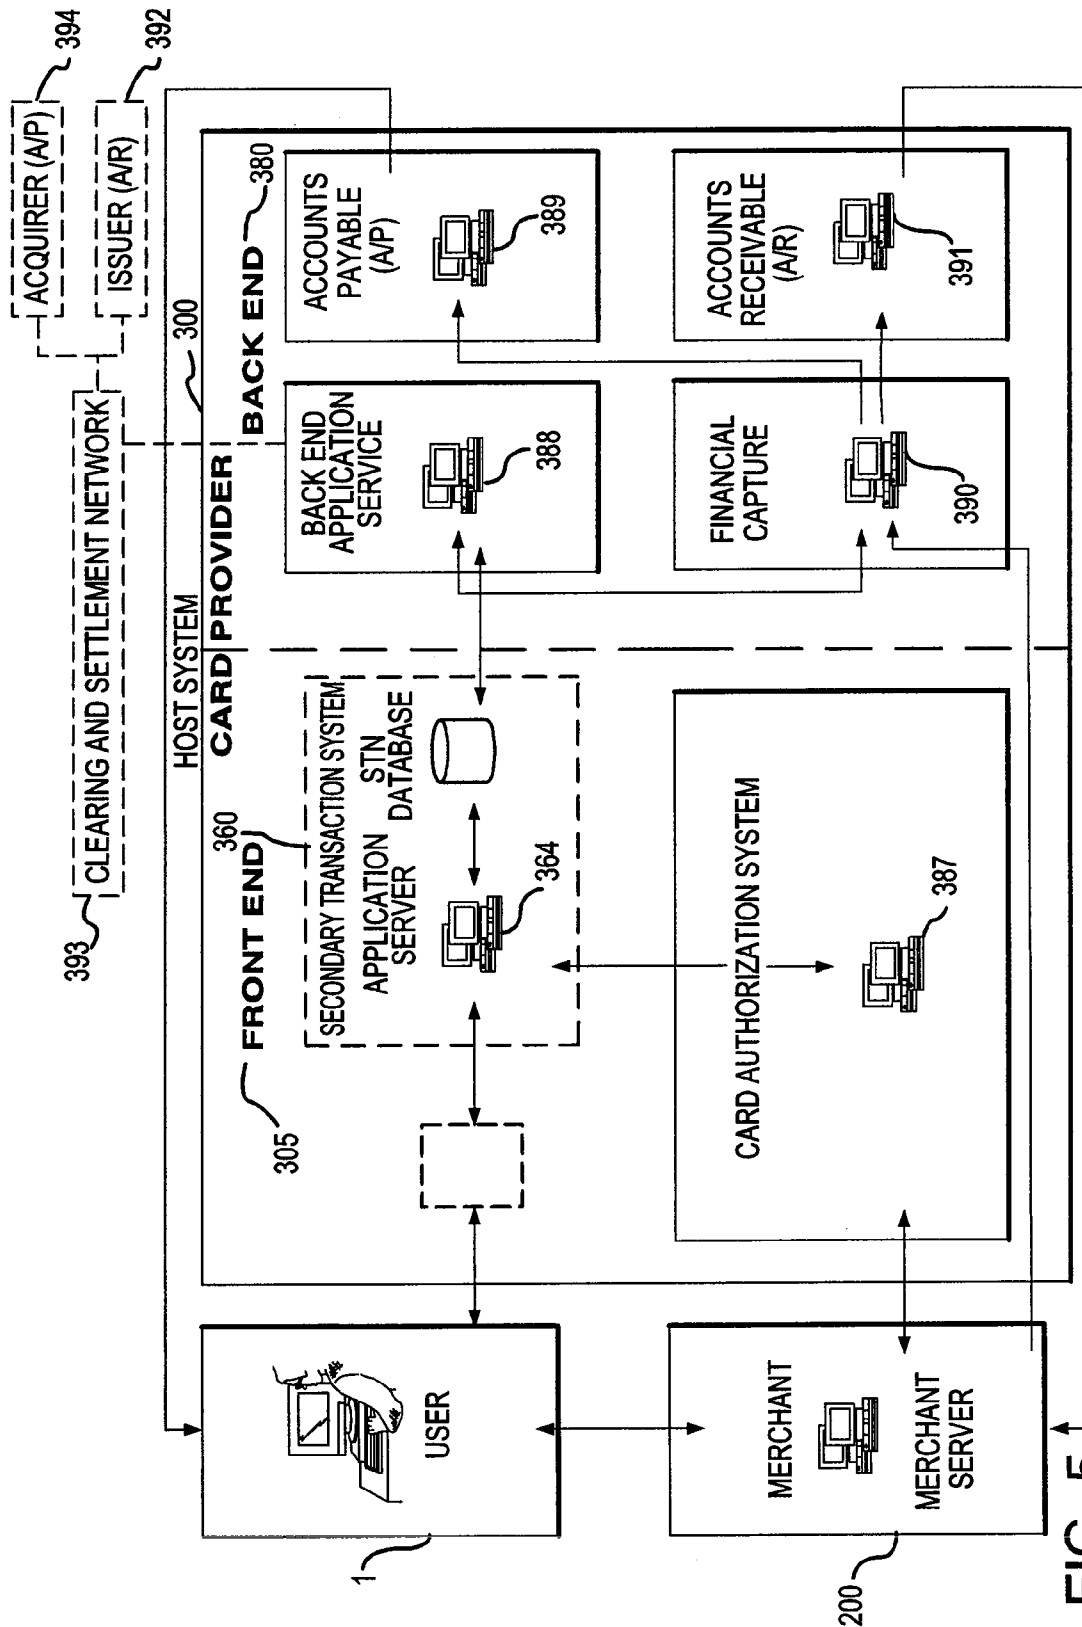 394
ACQUIRER (A/P)
392
ISSUER (A/R)
CLEARING AND SETTLEMENT NETWORK
393
HOST SYSTEM
300
CARD PROVIDER
FRONT END
305
BACK END
380
360
SECONDARY TRANSACTION SYSTEM
APPLICATION
SERVER
STN
DATABASE
364
BACK END
APPLICATION
SERVICE
388
ACCOUNTS
PAYABLE
(A/P)
389
USER
1
CARD AUTHORIZATION SYSTEM
387
FINANCIAL
CAPTURE
390
ACCOUNTS
RECEIVABLE
(A/R)
391
MERCHANT
MERCHANT
SERVER
200
FIG. 5